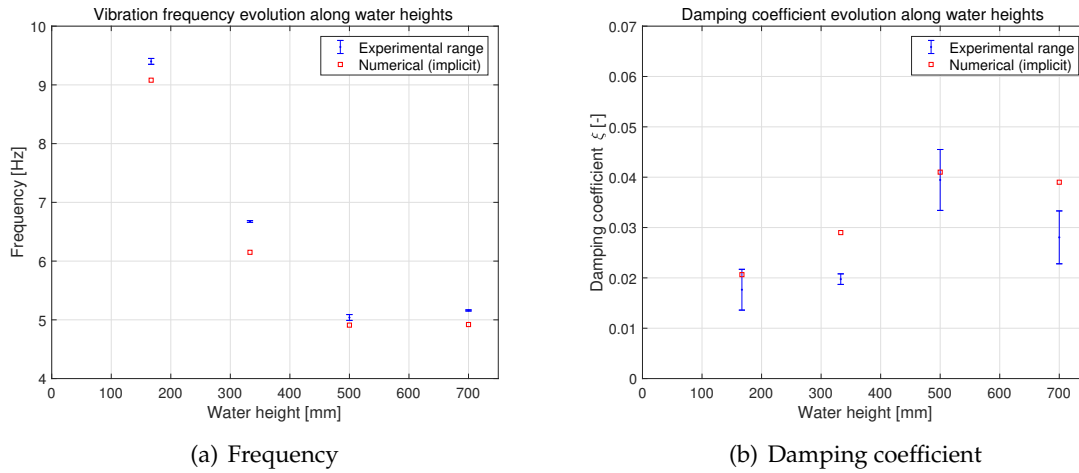 Vibration frequency evolution along water heights
10
9
8
7
6
5
4
Frequency [Hz]
Experimental range
Numerical (implicit)
0 100 200 300 400 500 600 700
Water height [mm]
(a) Frequency
Damping coefficient evolution along water heights
0.07
0.06
0.05
0.04
0.03
0.02
0.01
0
Damping coefficient ξ [-]
Experimental range
Numerical (implicit)
0 100 200 300 400 500 600 700
Water height [mm]
(b) Damping coefficient